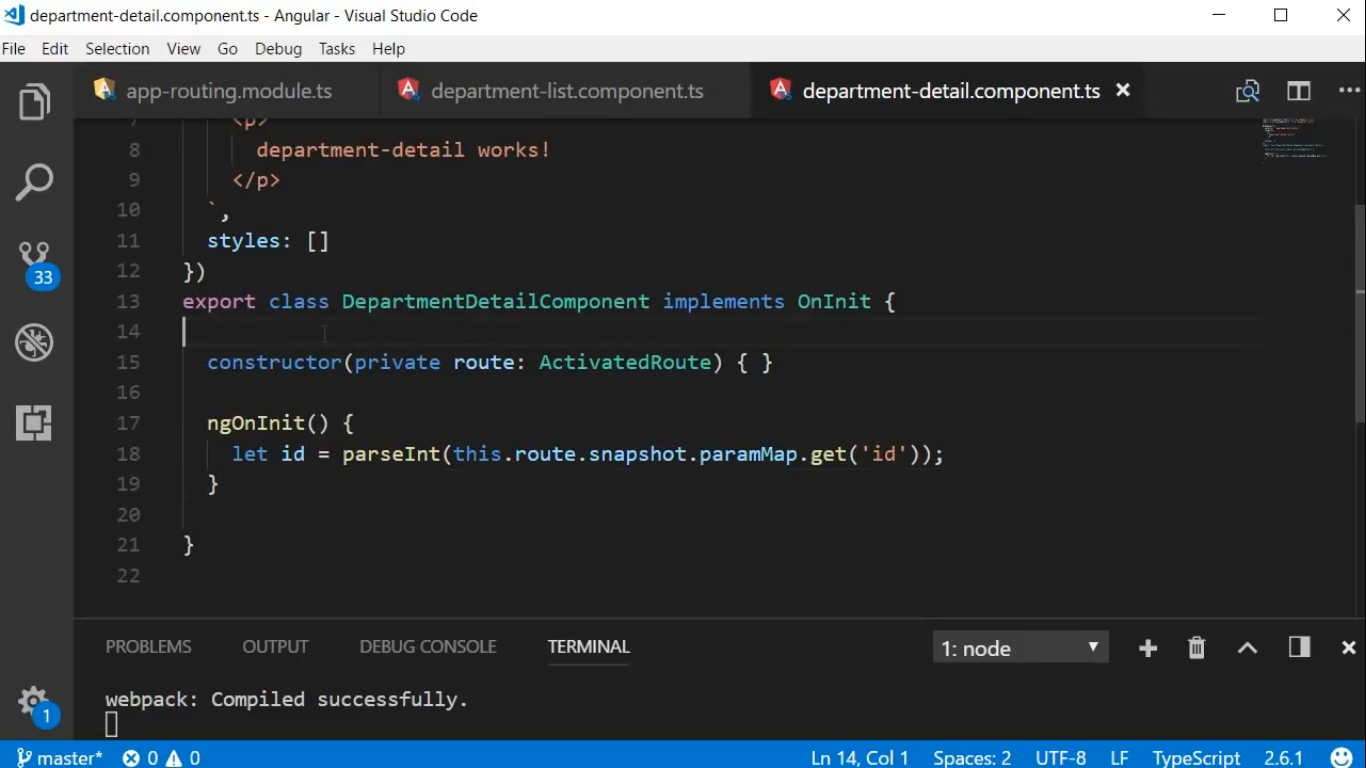 department-detail.component.ts - Angular - Visual Studio Code
File Edit Selection View Go Debug Tasks Help
app-routing.module.ts department-list.component.ts department-detail.component.ts
7 <p>
8 department-detail works!
9 </p>
10 `,
11 styles: []
12 })
13 export class DepartmentDetailComponent implements OnInit {
14
15 constructor(private route: ActivatedRoute) { }
16
17 ngOnInit() {
18 let id = parseInt(this.route.snapshot.paramMap.get('id'));
19 }
20
21 }
22
33
PROBLEMS OUTPUT DEBUG CONSOLE TERMINAL 1: node
webpack: Compiled successfully.
1
master* 0 0 Ln 14, Col 1 Spaces: 2 UTF-8 LF TypeScript 2.6.1